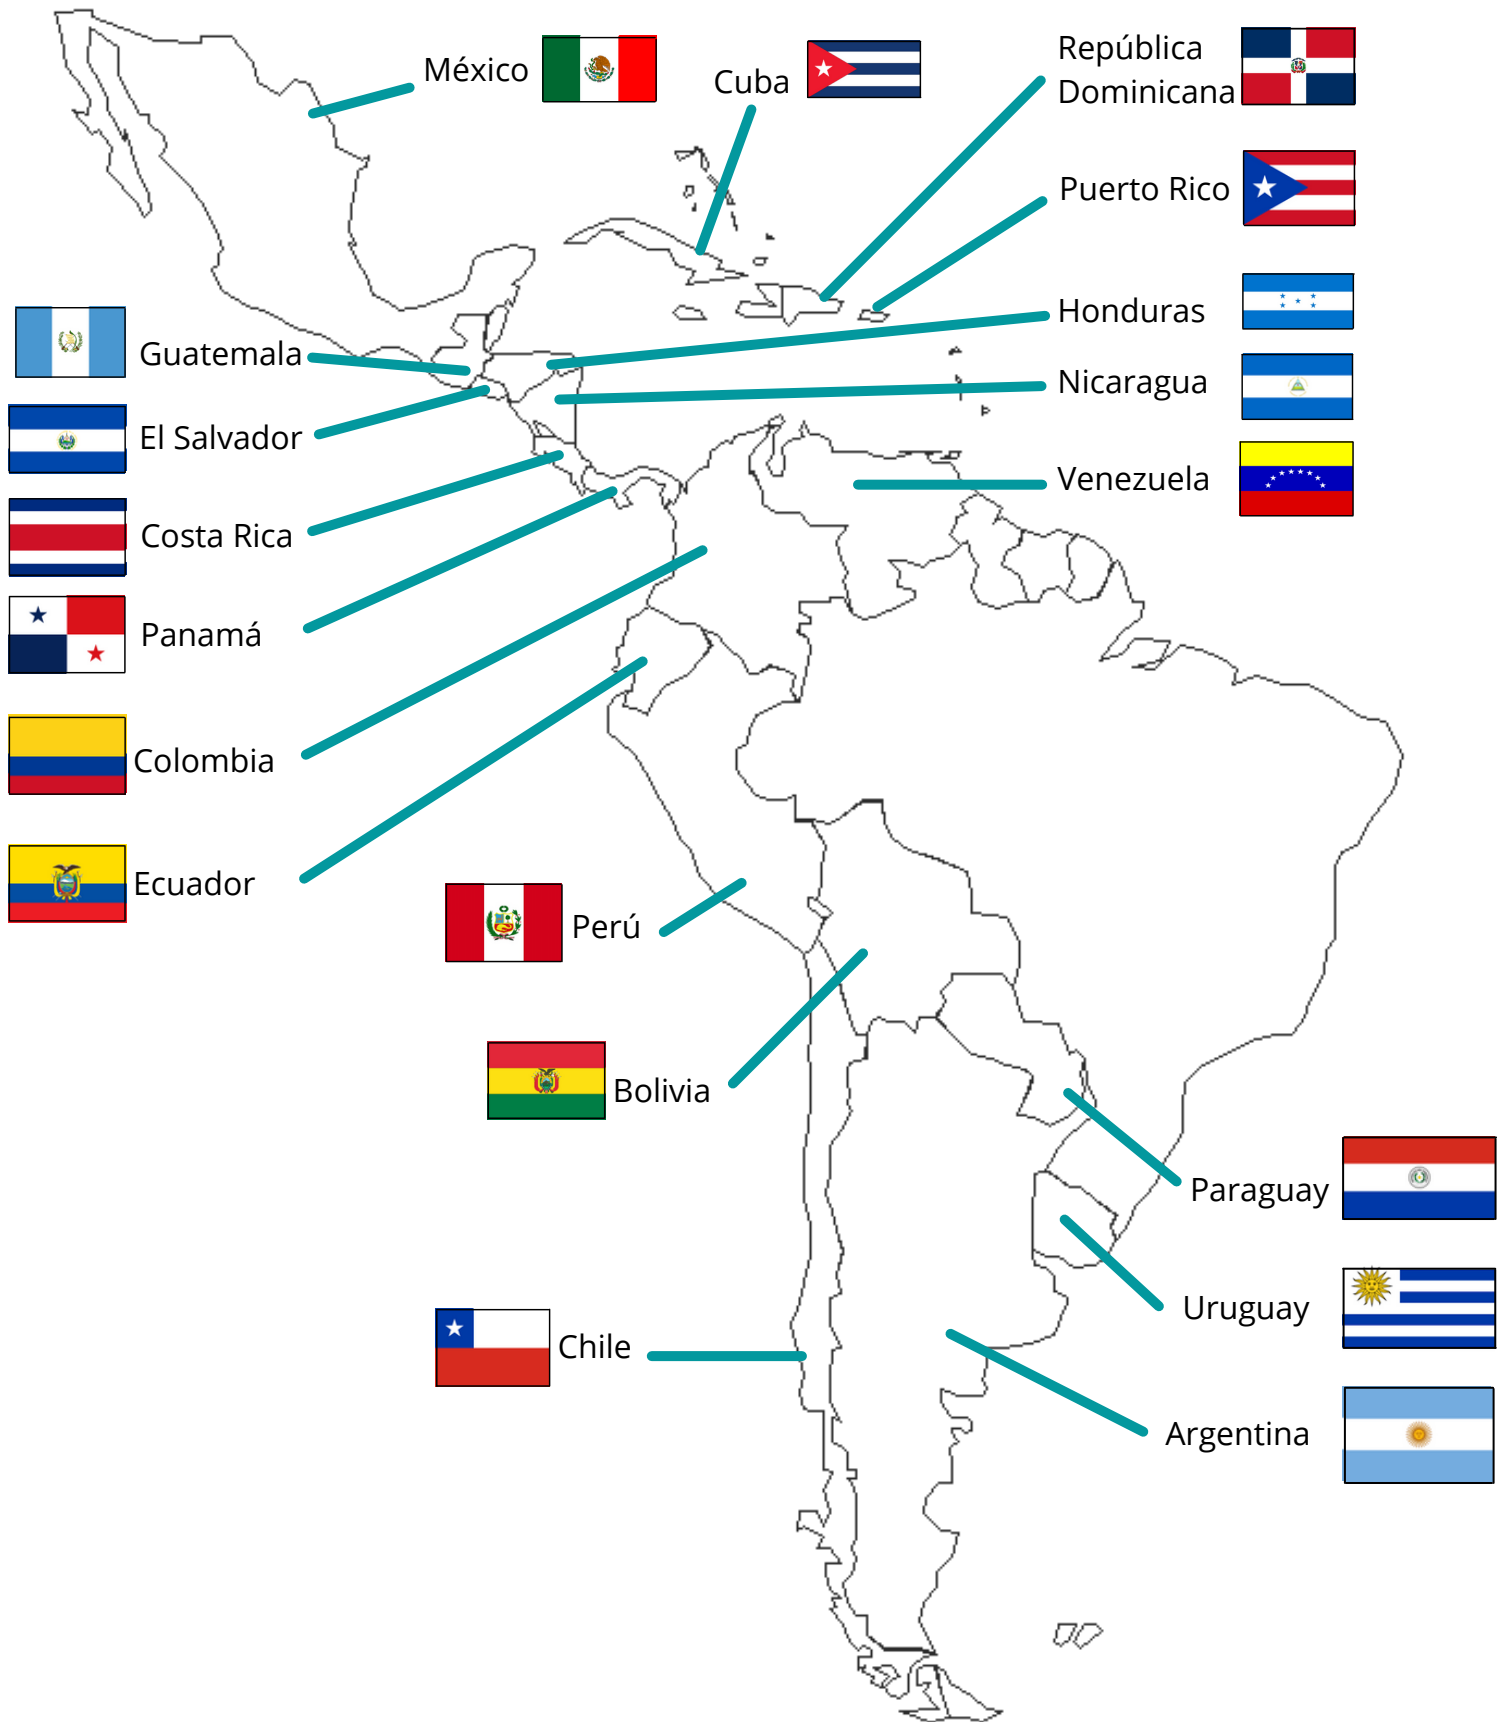 México
Cuba
República
Dominicana
Puerto Rico
Honduras
Guatemala
Nicaragua
El Salvador
Venezuela
Costa Rica
Panamá
Colombia
Ecuador
Perú
Bolivia
Paraguay
Uruguay
Chile
Argentina